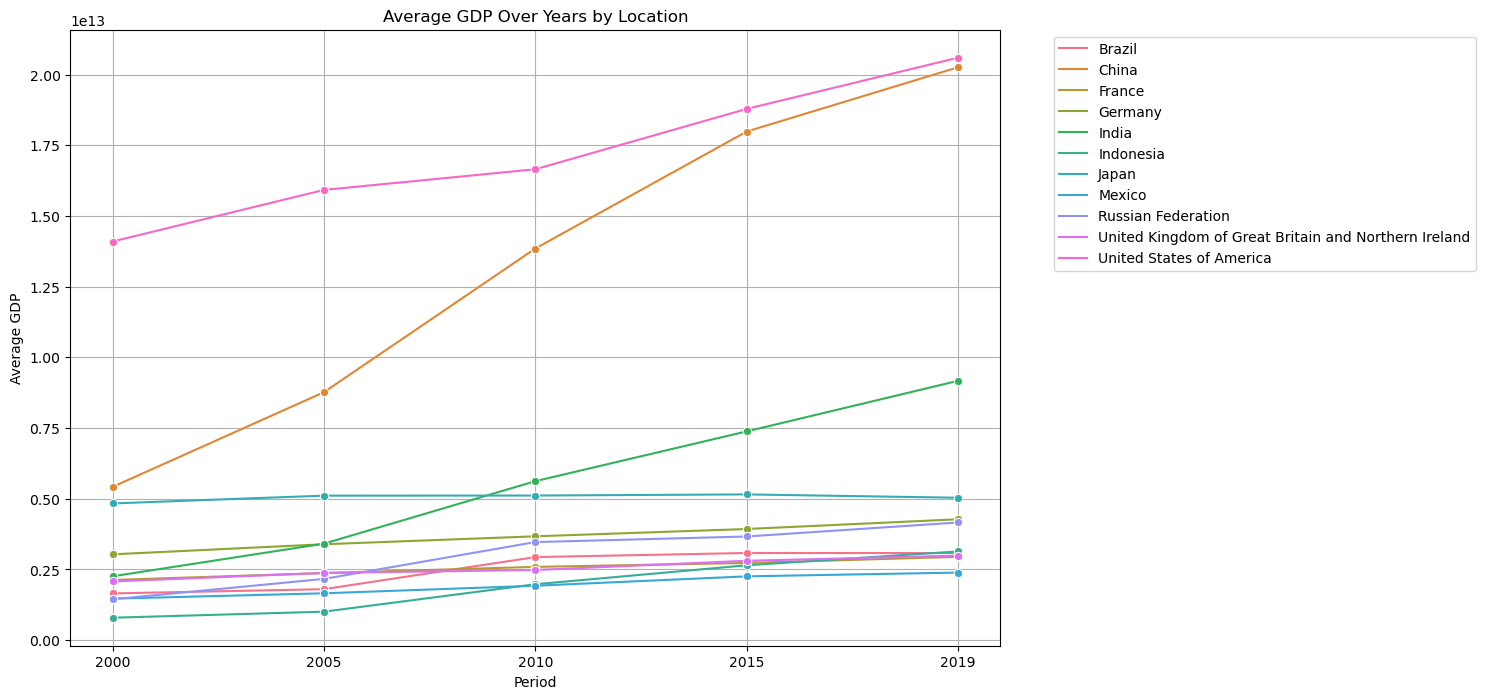 Average GDP Over Years by Location
1e13
2.00
1.75
1.50
1.25
1.00
0.75
0.50
0.25
0.00
Average GDP
2000 2005 2010 2015 2019
Period
Brazil
China
France
Germany
India
Indonesia
Japan
Mexico
Russian Federation
United Kingdom of Great Britain and Northern Ireland
United States of America